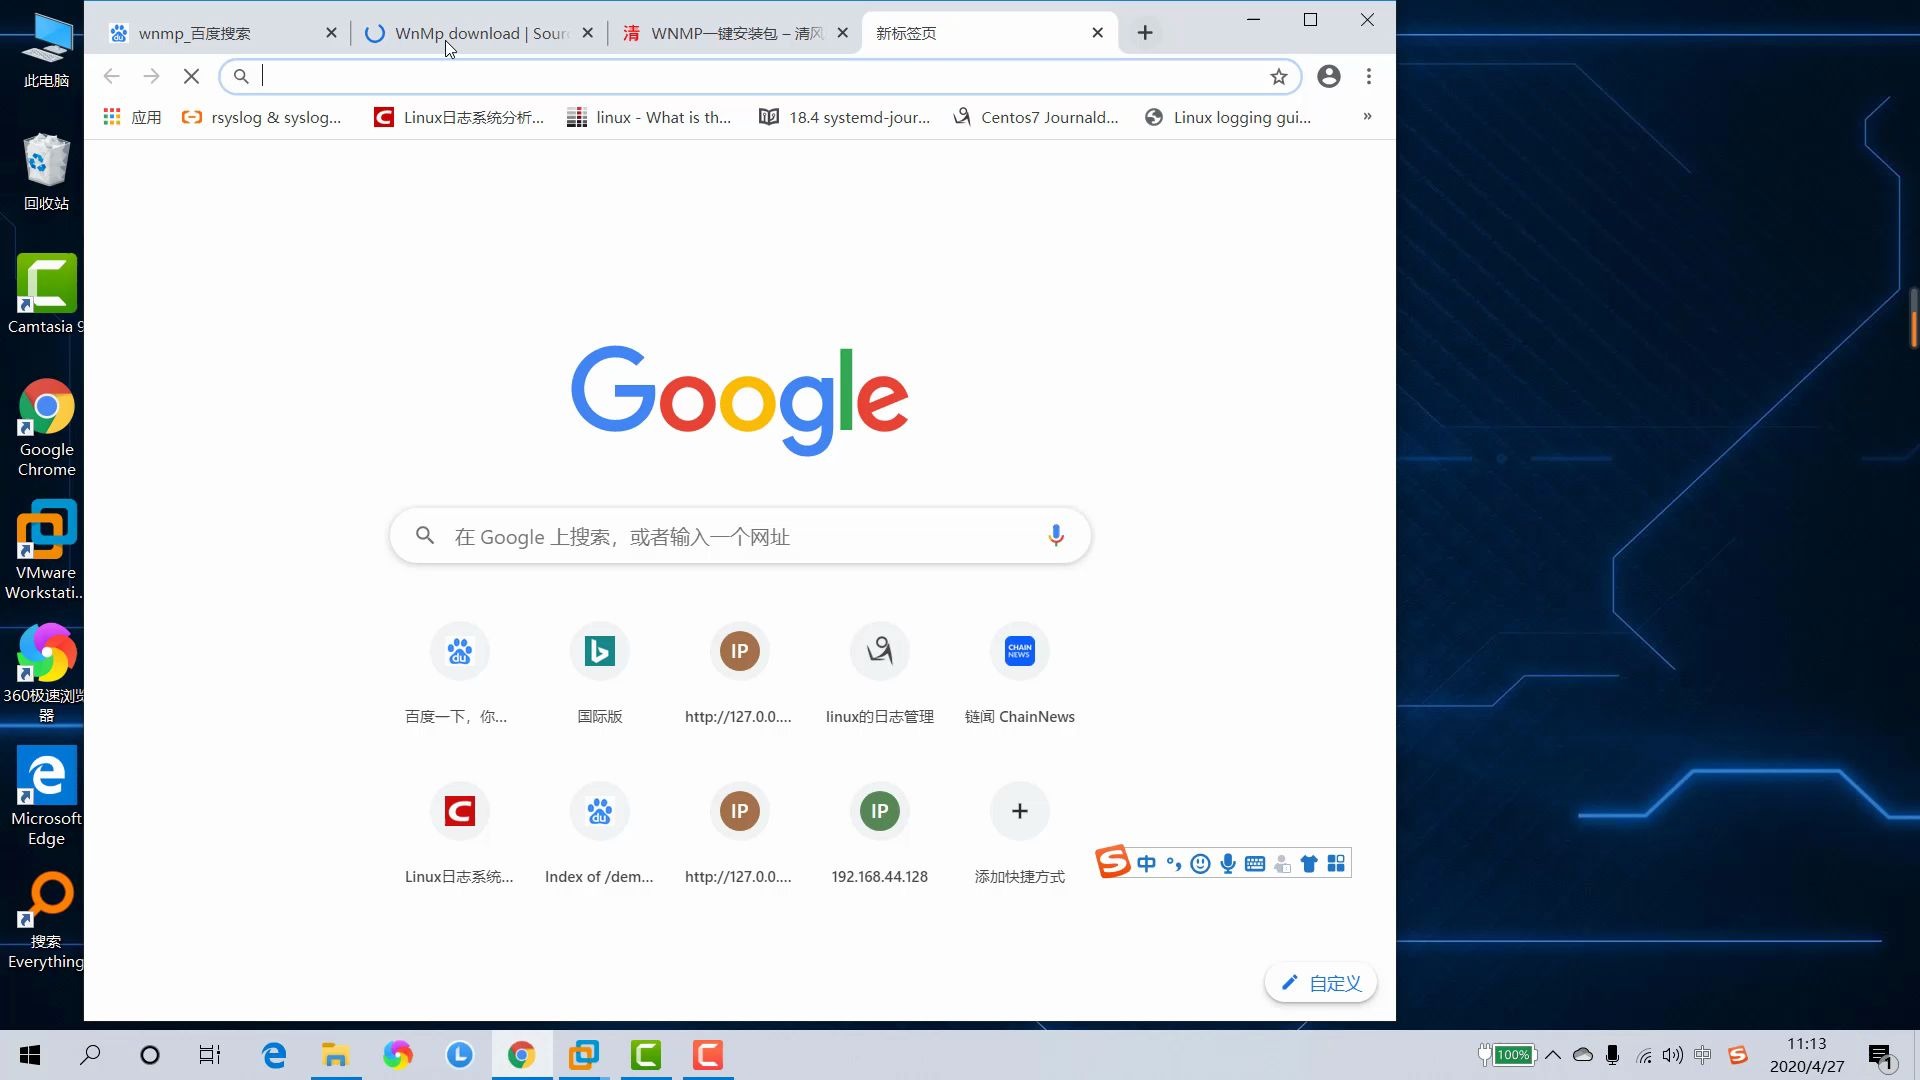 wnmp_百度搜索
WnMp download | Sour
WNMP一键安装包 – 清风
新标签页
应用
rsyslog & syslog...
Linux日志系统分析...
linux - What is th...
18.4 systemd-jour...
Centos7 Journald...
Linux logging gui...
»
此电脑
回收站
Camtasia 9
Google
Chrome
VMware
Workstati...
360极速浏览
器
Microsoft
Edge
搜索
Everything
Google
在 Google 上搜索，或者输入一个网址
du
IP
CHAIN
NEWS
百度一下，你...
国际版
http://127.0.0....
linux的日志管理
链闻 ChainNews
du
IP
IP
Linux日志系统...
Index of /dem...
http://127.0.0....
192.168.44.128
添加快捷方式
中
自定义
100%
中
11:13
2020/4/27
1